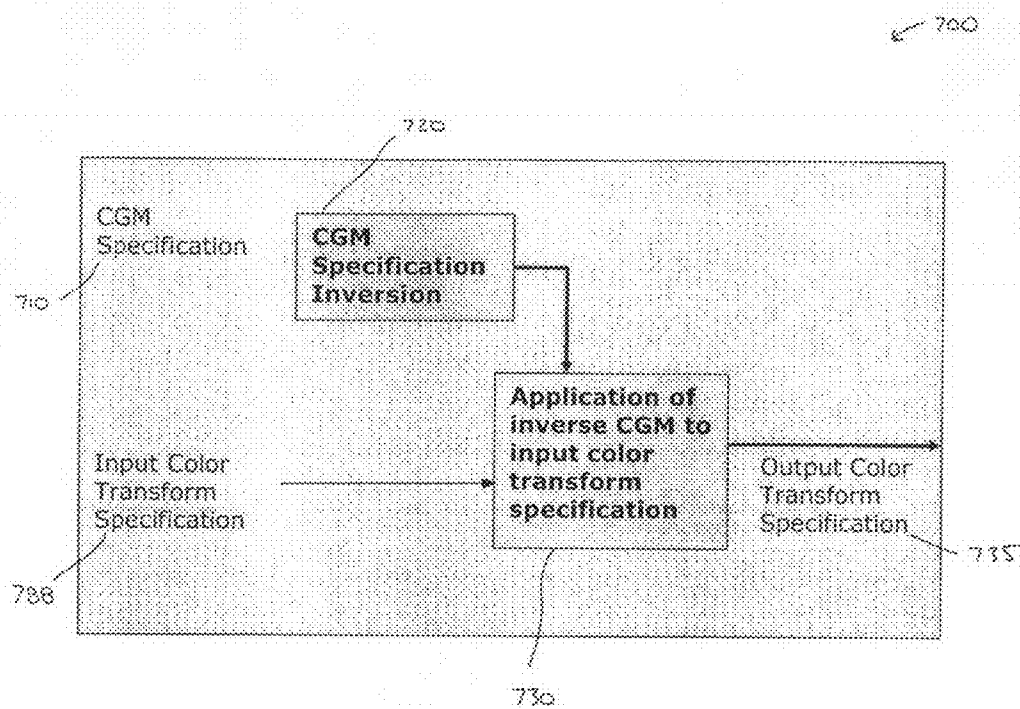 700
720
CGM
Specification
710
CGM
Specification
Inversion
Application of
inverse CGM to
input color
transform
specification
Input Color
Transform
Specification
738
Output Color
Transform
Specification
735
730